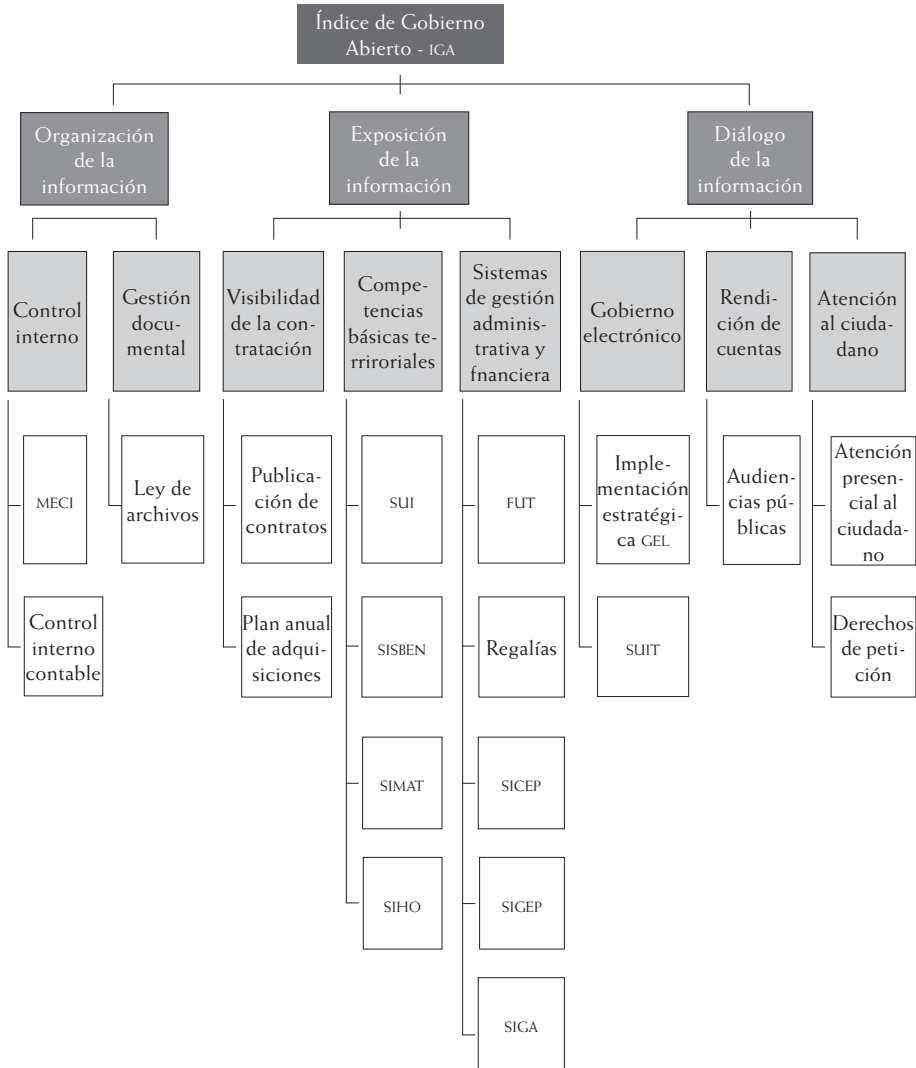 Índice de Gobierno
Abierto - IGA
Organización
de la
información
Exposición
de la
información
Diálogo
de la
información
Control
interno
Gestión
docu-
mental
Visibilidad
de la con-
tratación
Compe-
tencias
básicas te-
rriroriales
Sistemas
de gestión
adminis-
trativa y
fnanciera
Gobierno
electrónico
Rendi-
ción de
cuentas
Atención
al ciuda-
dano
MECI
Ley de
archivos
Publica-
ción de
contratos
SUI
FUT
Imple-
mentación
estratégi-
ca GEL
Audien-
cias pú-
blicas
Atención
presen-
cial al
ciudada-
no
Control
interno
contable
Plan anual
de adqui-
siciones
SISBEN
Regalías
SUIT
Derechos
de peti-
ción
SIMAT
SICEP
SIHO
SIGEP
SIGA